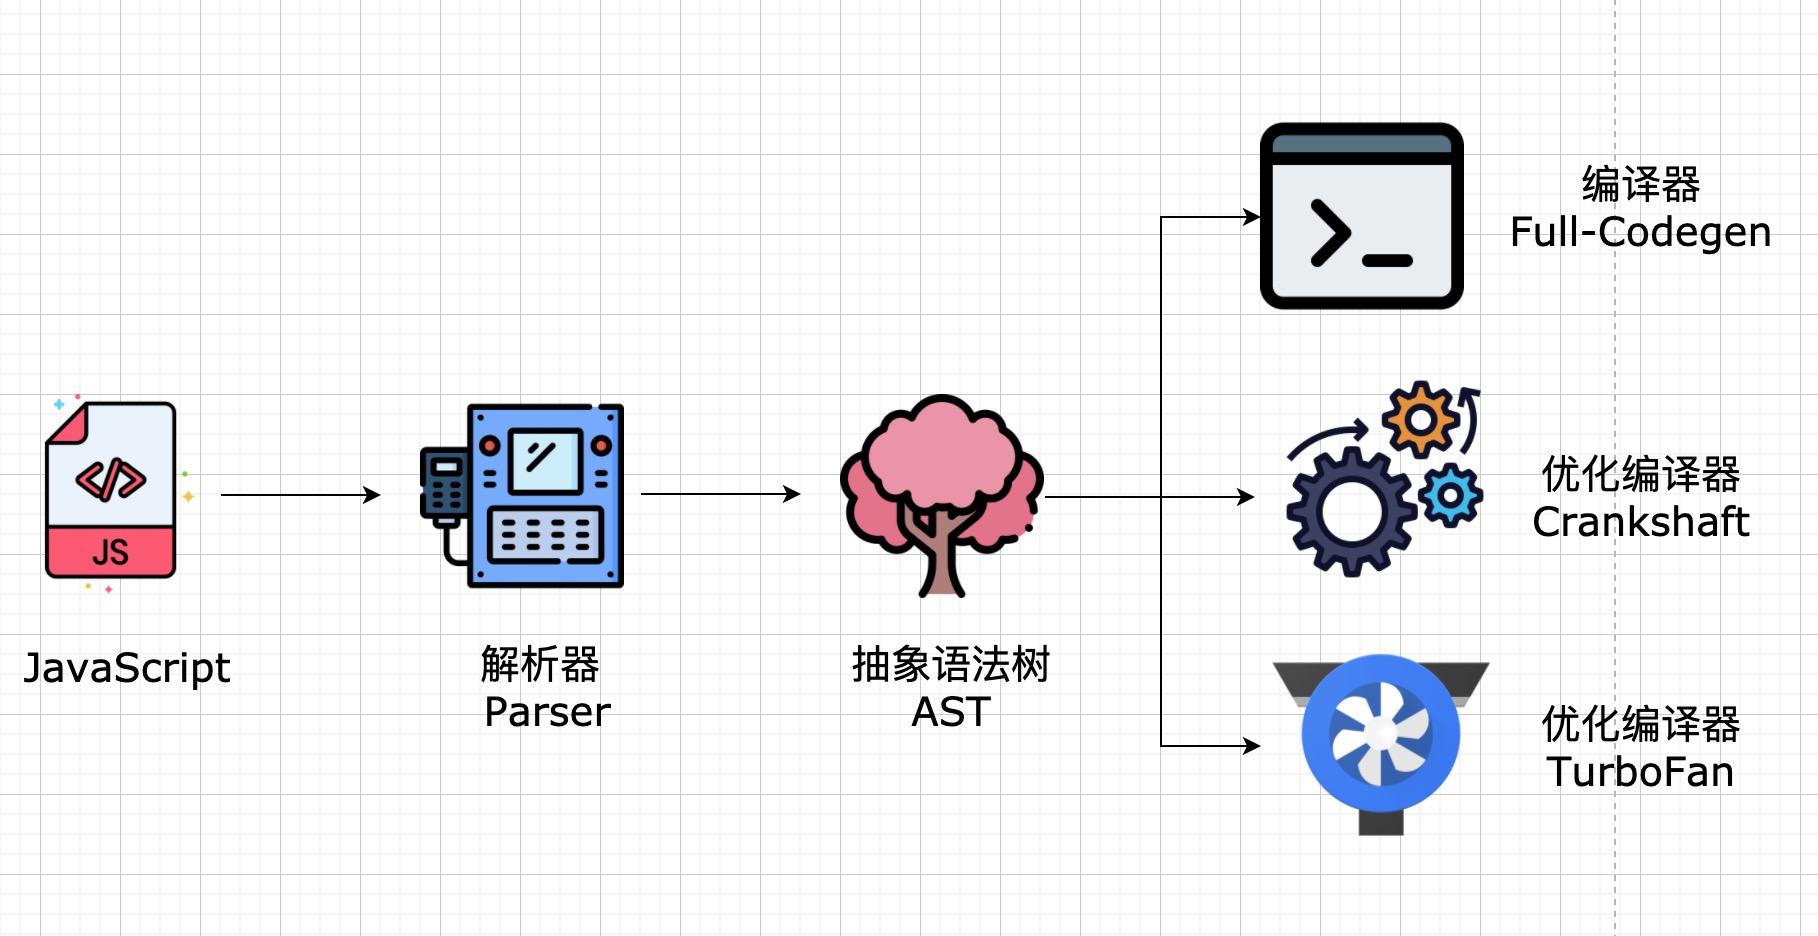 编译器
Full-Codegen
JS
优化编译器
Crankshaft
JavaScript
解析器
Parser
抽象语法树
AST
优化编译器
TurboFan